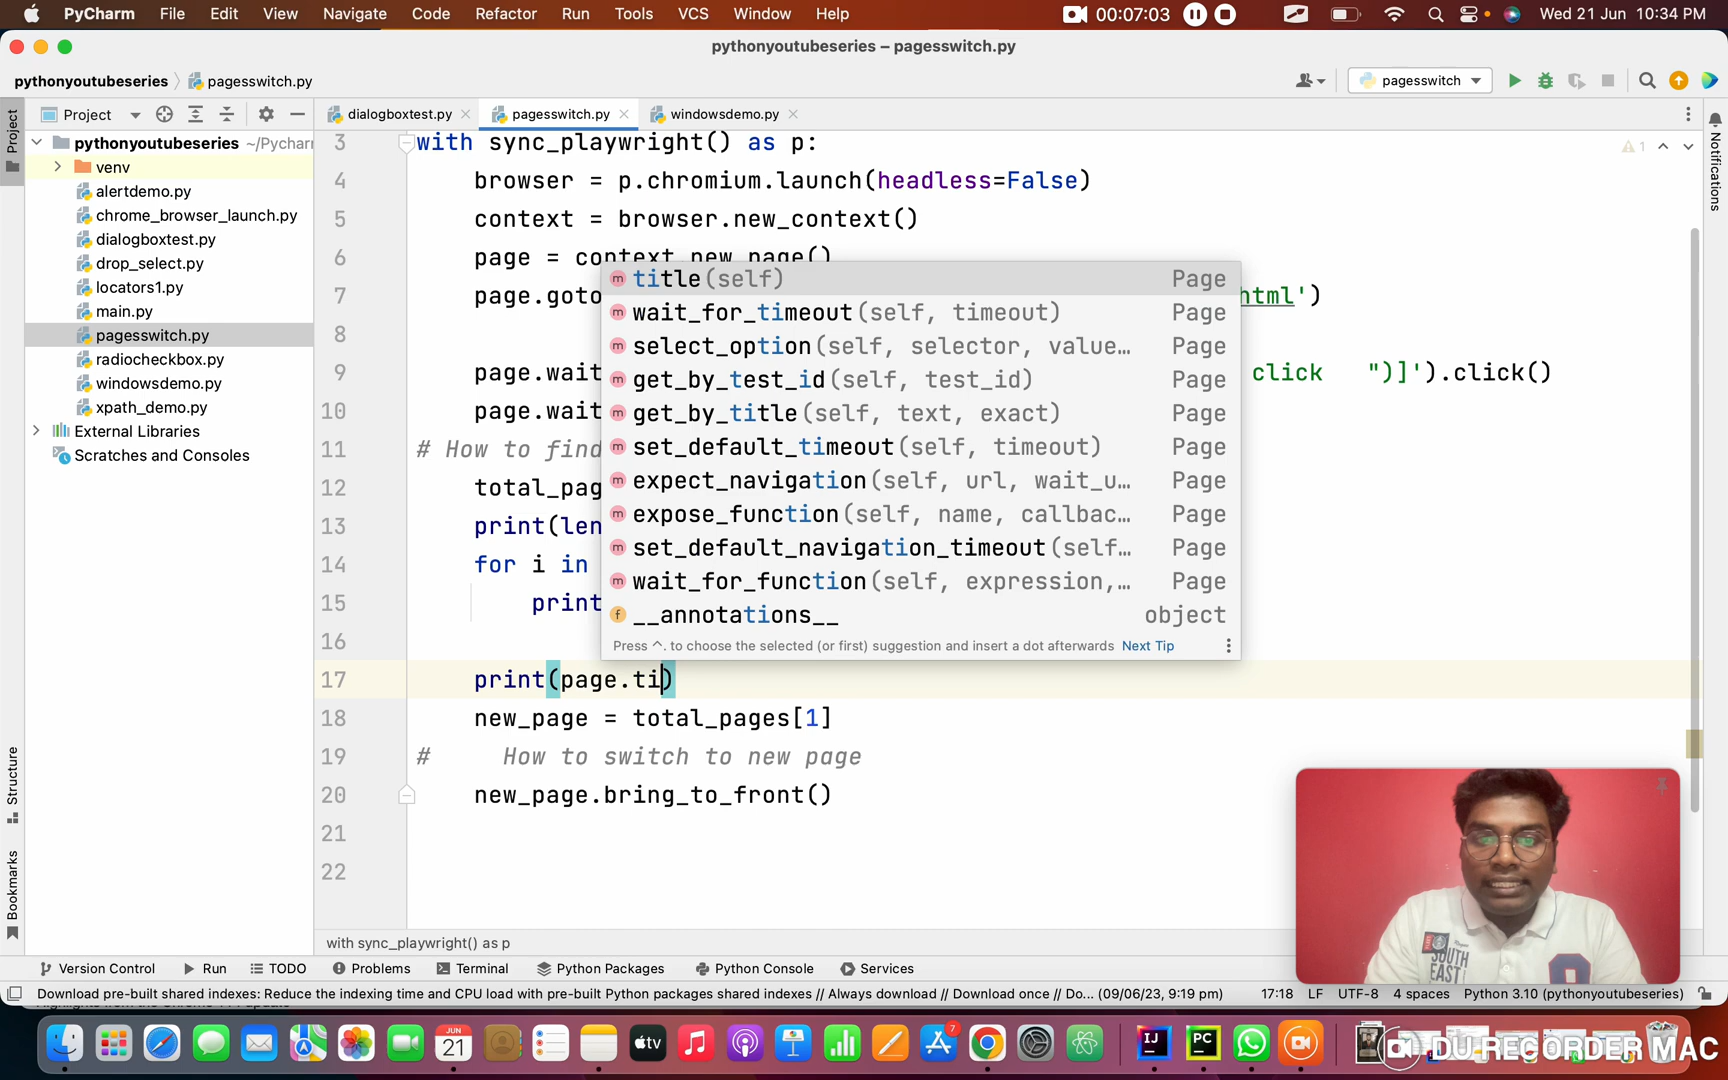 PyCharm File Edit View Navigate Code Refactor Run Tools VCS Window Help 00:07:03 Wed 21 Jun 10:34 PM
pythonyoutubeseries – pagesswitch.py
pythonyoutubeseries pagesswitch.py pagesswitch
Project dialogboxtest.py pagesswitch.py windowsdemo.py
Project
Notifications
Structure
Bookmarks
pythonyoutubeseries ~/Pycharm
venv
alertdemo.py
chrome_browser_launch.py
dialogboxtest.py
drop_select.py
locators1.py
main.py
pagesswitch.py
radiocheckbox.py
windowsdemo.py
xpath_demo.py
External Libraries
Scratches and Consoles
1
3 with sync_playwright() as p:
4 browser = p.chromium.launch(headless=False)
5 context = browser.new_context()
6 page = context.new_page()
7 page.goto html')
8
9 page.wait click ")]').click()
10 page.wait
11 # How to find
12 total_pag
13 print(len
14 for i in
15 print
16
17 print(page.ti)
18 new_page = total_pages[1]
19 # How to switch to new page
20 new_page.bring_to_front()
21
22
title(self) Page
wait_for_timeout(self, timeout) Page
select_option(self, selector, value… Page
get_by_test_id(self, test_id) Page
get_by_title(self, text, exact) Page
set_default_timeout(self, timeout) Page
expect_navigation(self, url, wait_u… Page
expose_function(self, name, callbac… Page
set_default_navigation_timeout(self… Page
wait_for_function(self, expression,… Page
__annotations__ object
Press ^. to choose the selected (or first) suggestion and insert a dot afterwards Next Tip
with sync_playwright() as p
SOUTH
EAST
Version Control Run TODO Problems Terminal Python Packages Python Console Services
Download pre-built shared indexes: Reduce the indexing time and CPU load with pre-built Python packages shared indexes // Always download // Download once // Do... (09/06/23, 9:19 pm) 17:18 LF UTF-8 4 spaces Python 3.10 (pythonyoutubeseries)
JUN
21
tv
7
IJ
PC
DU RECORDER MAC